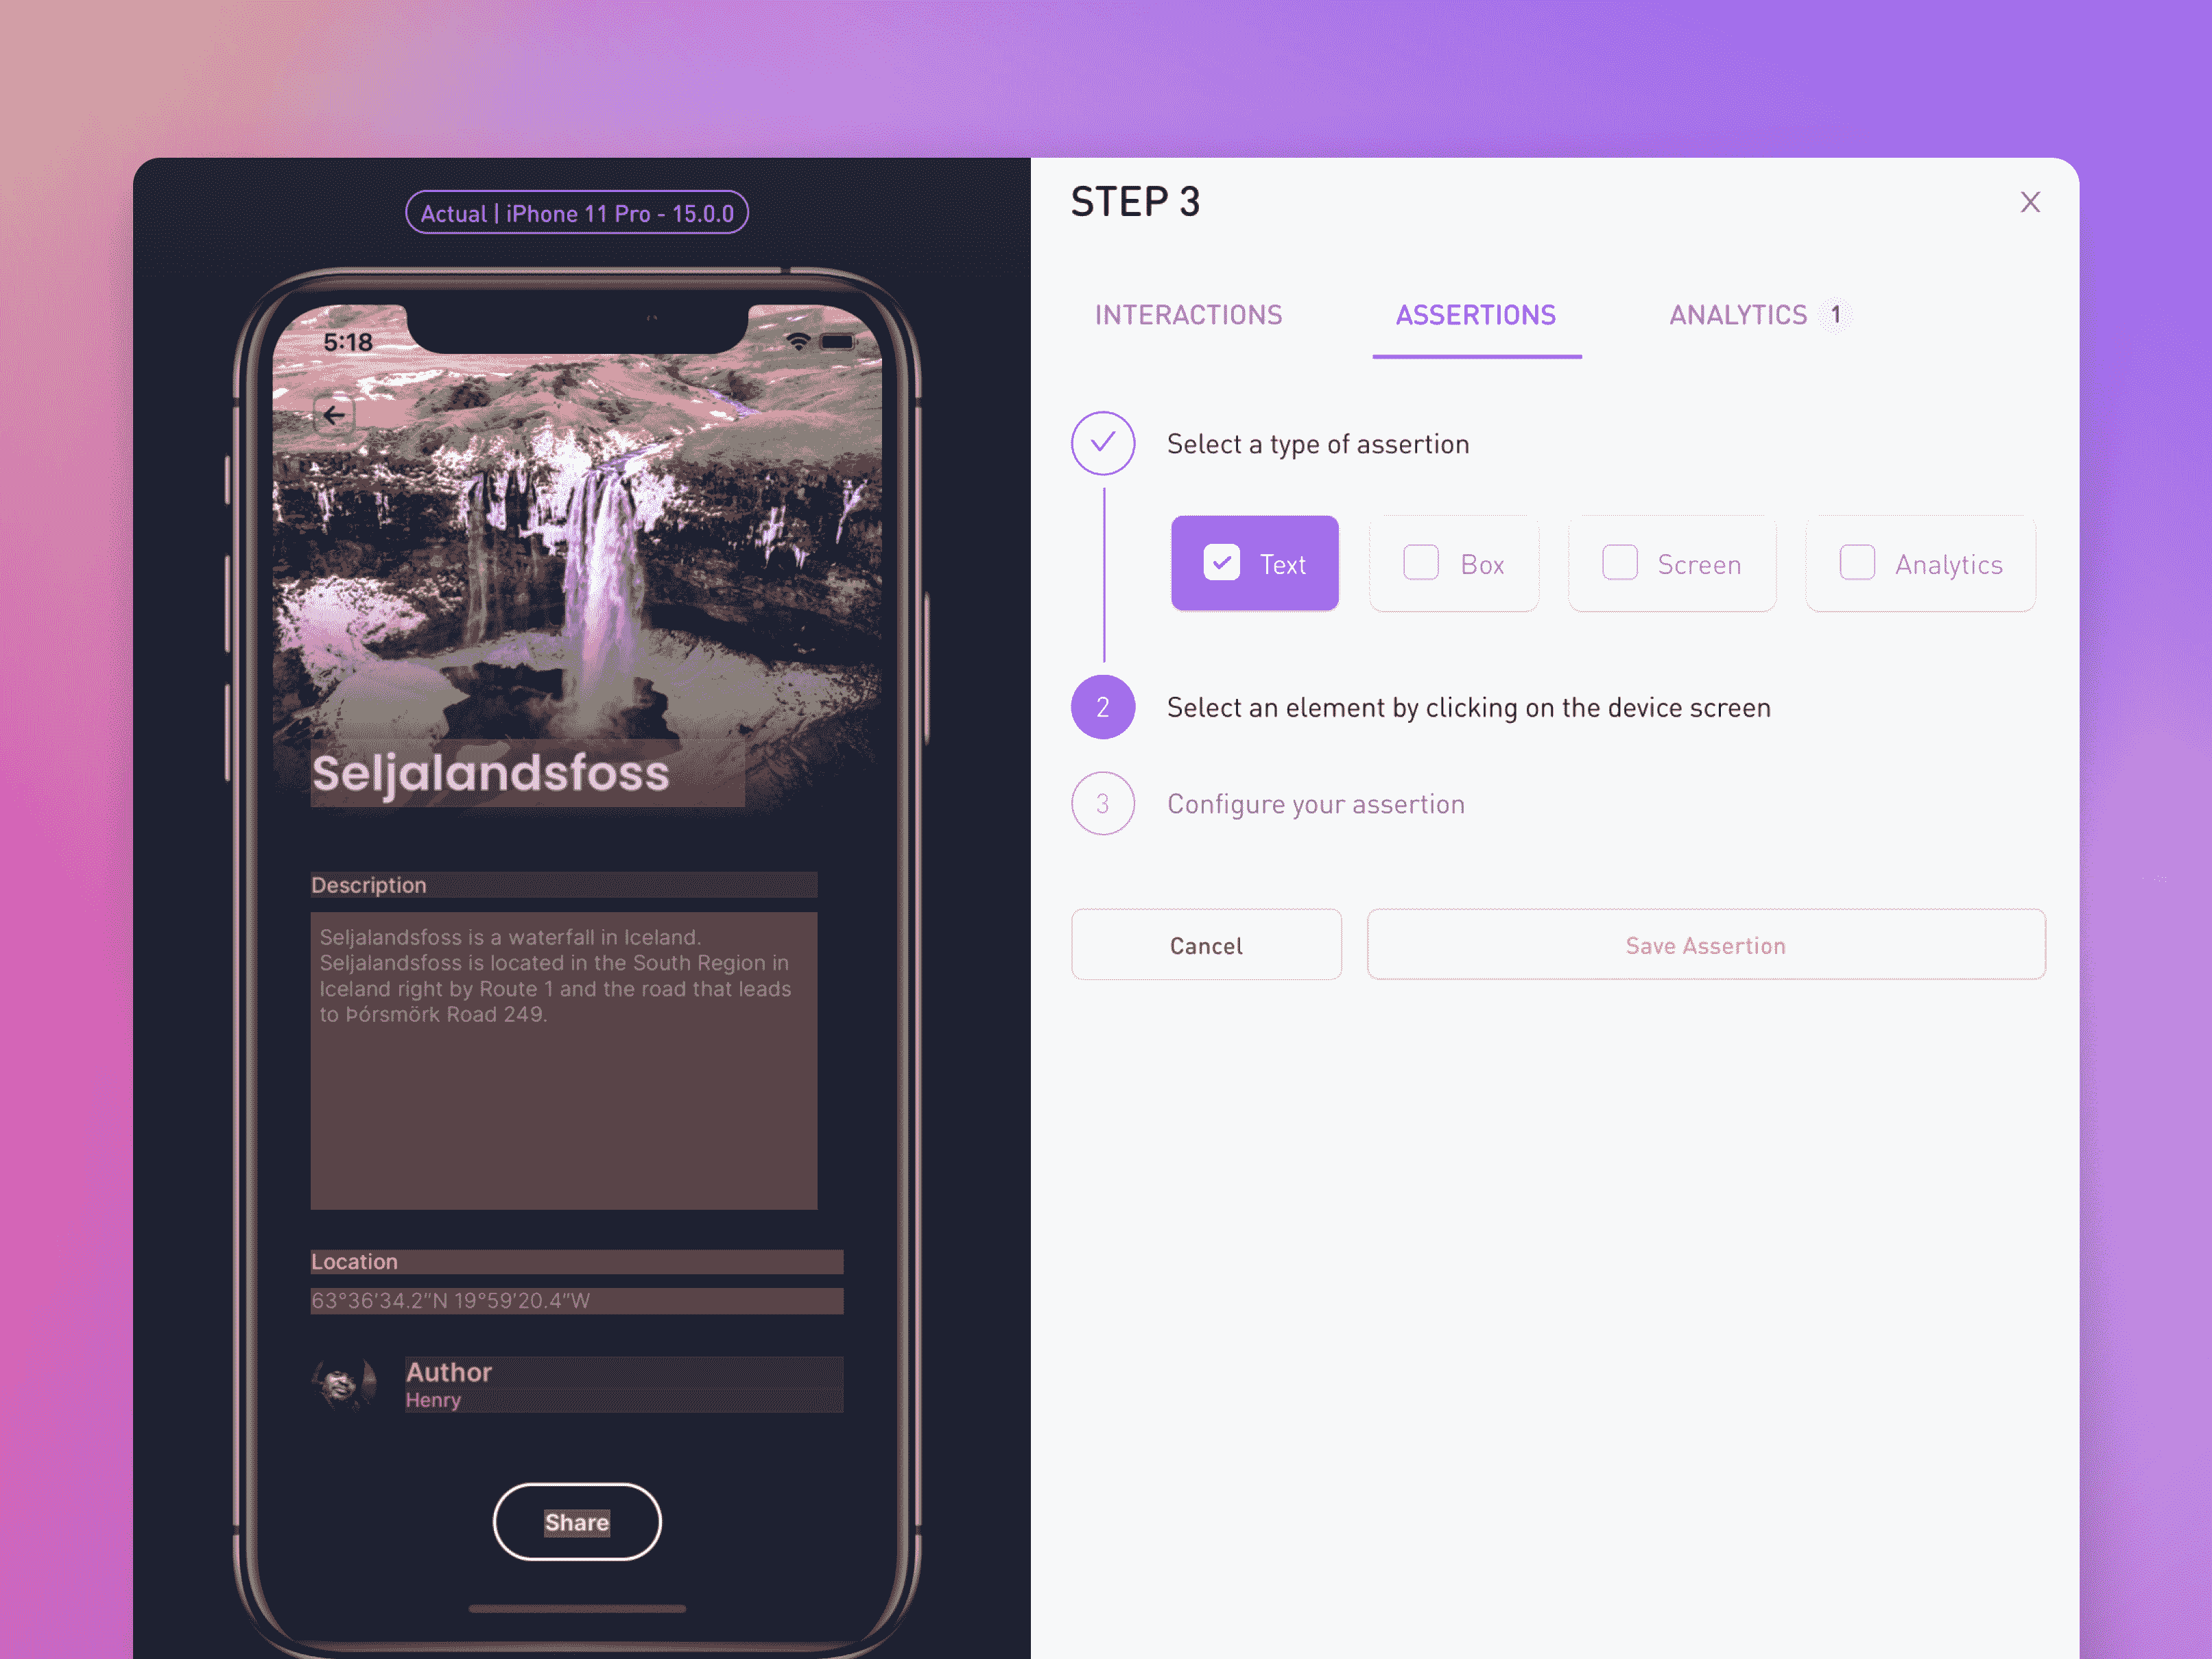 Actual | iPhone 11 Pro - 15.0.0
5:18
Seljalandsfoss
Description
Seljalandsfoss is a waterfall in Iceland.
Seljalandsfoss is located in the South Region in
Iceland right by Route 1 and the road that leads
to Þórsmörk Road 249.
Location
63°36'34.2"N 19°59'20.4"W
Author
Henry
Share
STEP 3
X
INTERACTIONS
ASSERTIONS
ANALYTICS 1
Select a type of assertion
Text
Box
Screen
Analytics
2 Select an element by clicking on the device screen
3 Configure your assertion
Cancel
Save Assertion